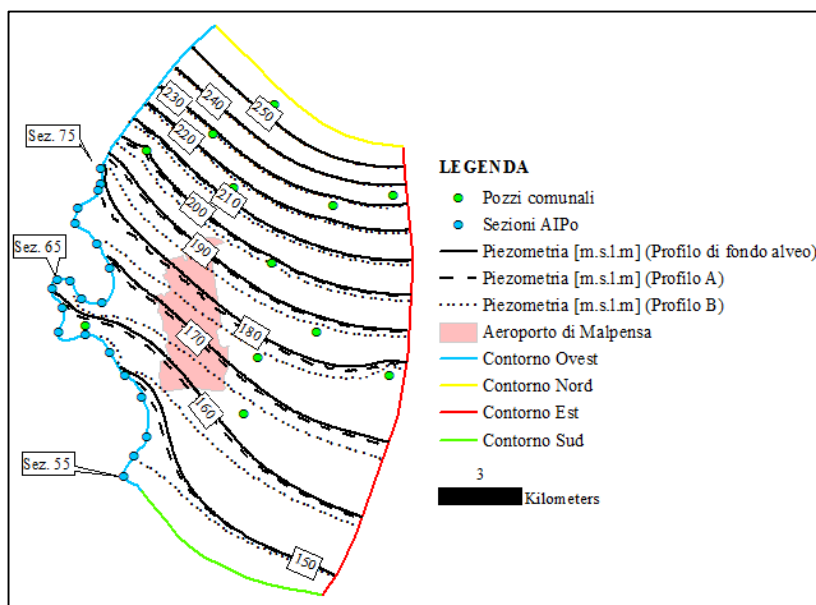 250
240
230
220
210
200
190
180
170
160
150
Sez. 75
Sez. 65
Sez. 55
LEGENDA
Pozzi comunali
Sezioni AIPo
Piezometria [m.s.l.m] (Profilo di fondo alveo)
Piezometria [m.s.l.m] (Profilo A)
Piezometria [m.s.l.m] (Profilo B)
Aeroporto di Malpensa
Contorno Ovest
Contorno Nord
Contorno Est
Contorno Sud
3
Kilometers